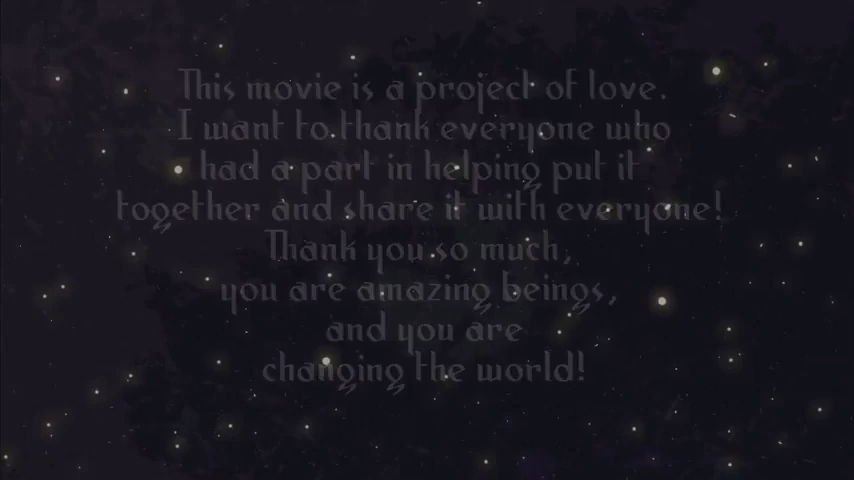 This movie is a project of love.
I want to thank everyone who
had a part in helping put it
together and share it with everyone!
Thank you so much,
you are amazing beings,
and you are
changing the world!